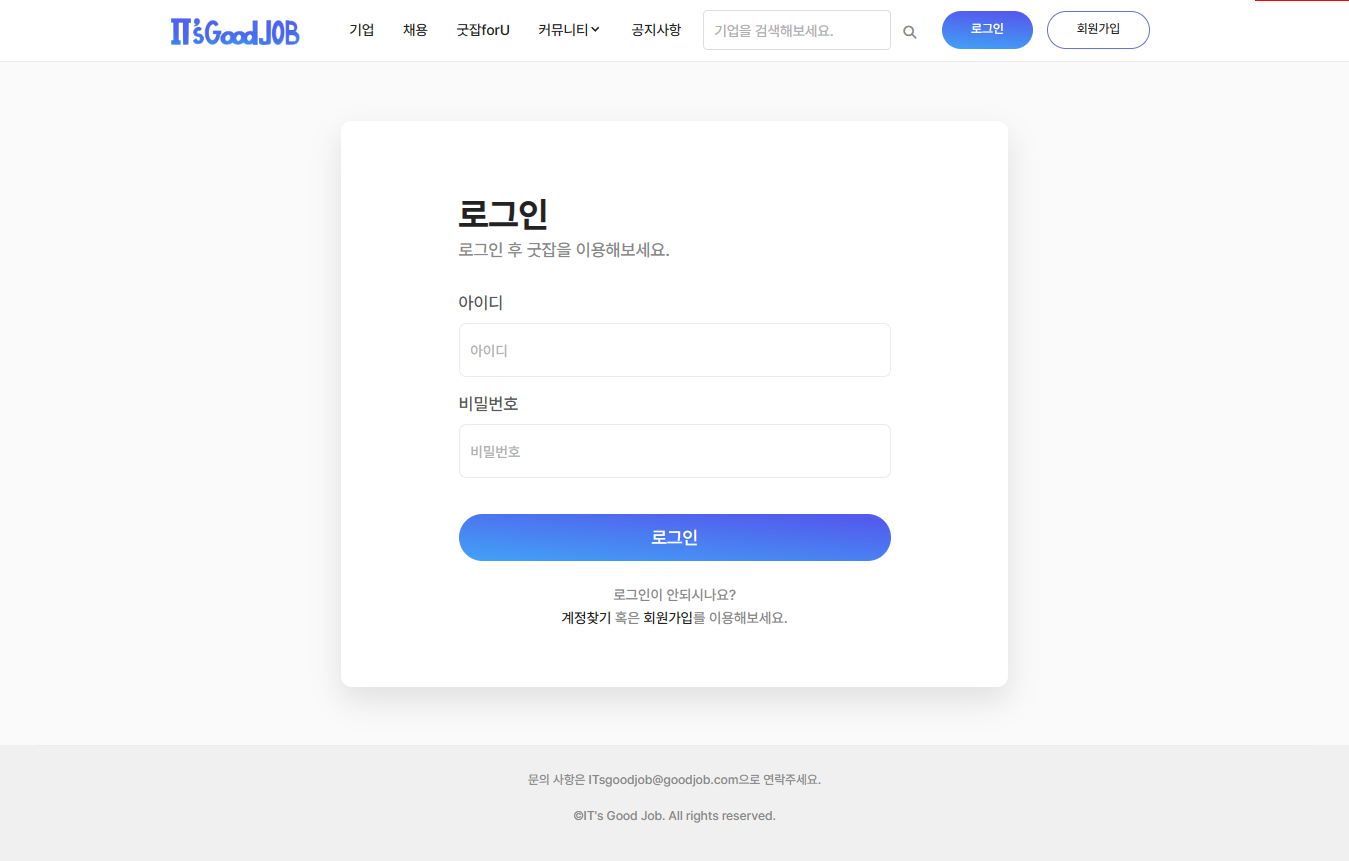 IT's Good JOB
기업
채용
굿잡forU
커뮤니티
공지사항
기업을 검색해보세요.
로그인
회원가입
로그인
로그인 후 굿잡을 이용해보세요.
아이디
아이디
비밀번호
비밀번호
로그인
로그인이 안되시나요?
계정찾기 혹은 회원가입를 이용해보세요.
문의 사항은 ITsgoodjob@goodjob.com으로 연락주세요.
©IT's Good Job. All rights reserved.